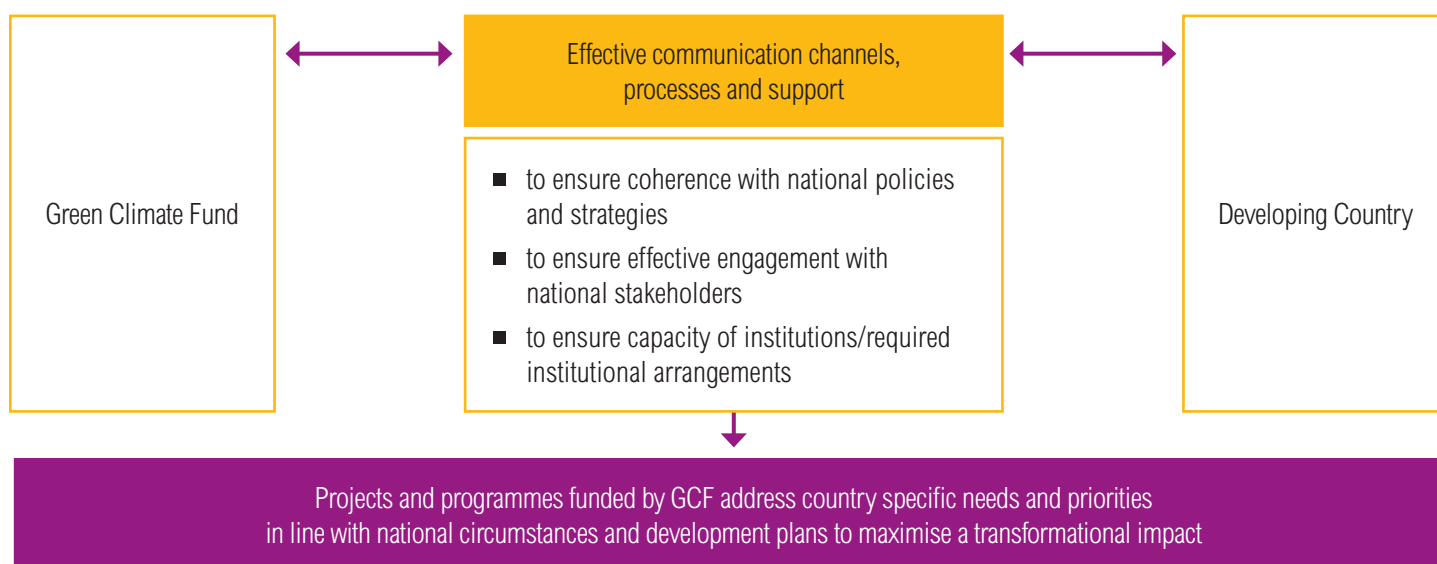 Green Climate Fund
Effective communication channels,
processes and support
■ to ensure coherence with national policies
and strategies
■ to ensure effective engagement with
national stakeholders
■ to ensure capacity of institutions/required
institutional arrangements
Developing Country
Projects and programmes funded by GCF address country specific needs and priorities
in line with national circumstances and development plans to maximise a transformational impact